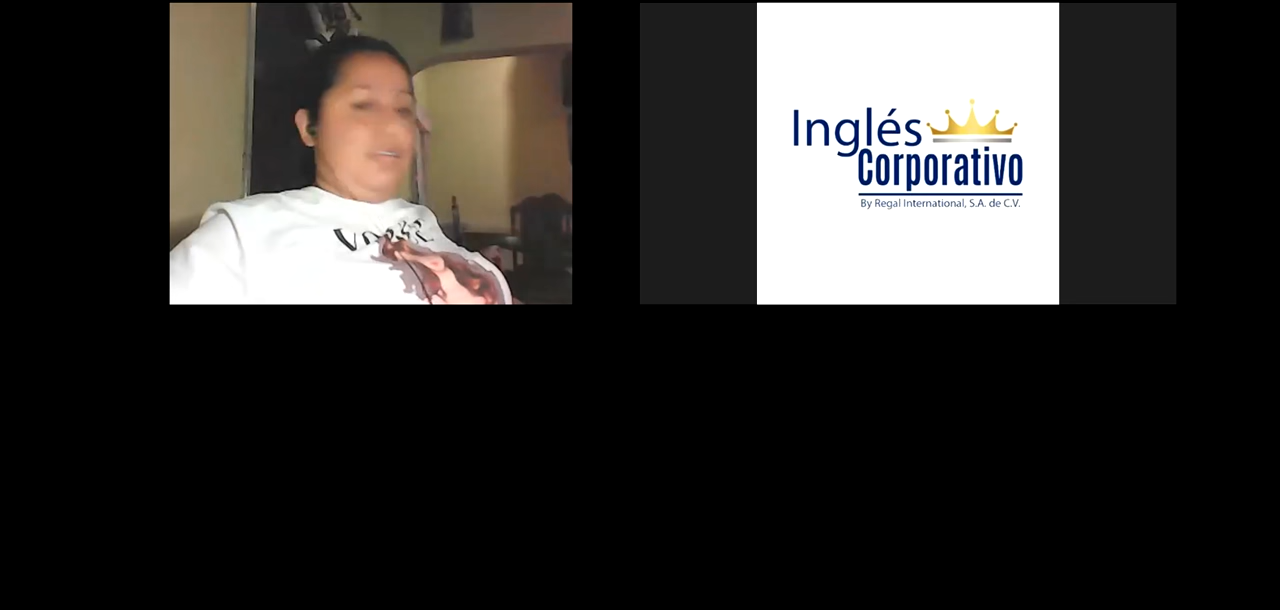 Inglés
Corporativo
By Regal International, S.A. de C.V.